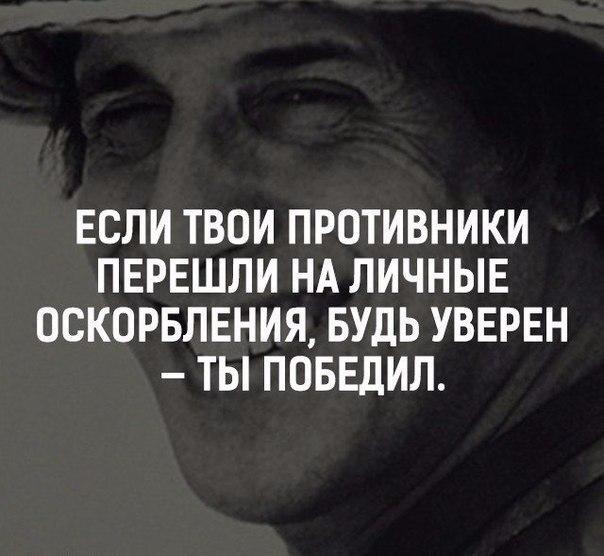 ЕСЛИ ТВОИ ПРОТИВНИКИ
ПЕРЕШЛИ НА ЛИЧНЫЕ
ОСКОРБЛЕНИЯ, БУДЬ УВЕРЕН
– ТЫ ПОБЕДИЛ.